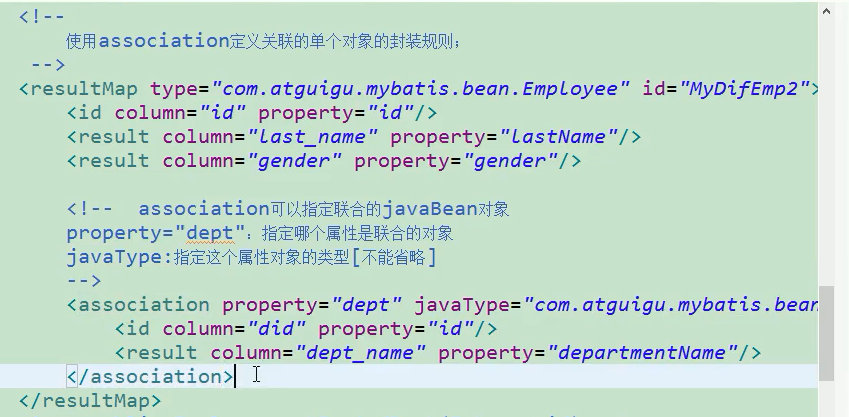 <!--
使用association定义关联的单个对象的封装规则;
-->
<resultMap type="com.atguigu.mybatis.bean.Employee" id="MyDifEmp2">
<id column="id" property="id"/>
<result column="last_name" property="lastName"/>
<result column="gender" property="gender"/>
<!-- association可以指定联合的javaBean对象
property="dept": 指定哪个属性是联合的对象
javaType:指定这个属性对象的类型[不能省略]
-->
<association property="dept" javaType="com.atguigu.mybatis.bean
<id column="did" property="id"/>
<result column="dept_name" property="departmentName"/>
</association>
</resultMap>